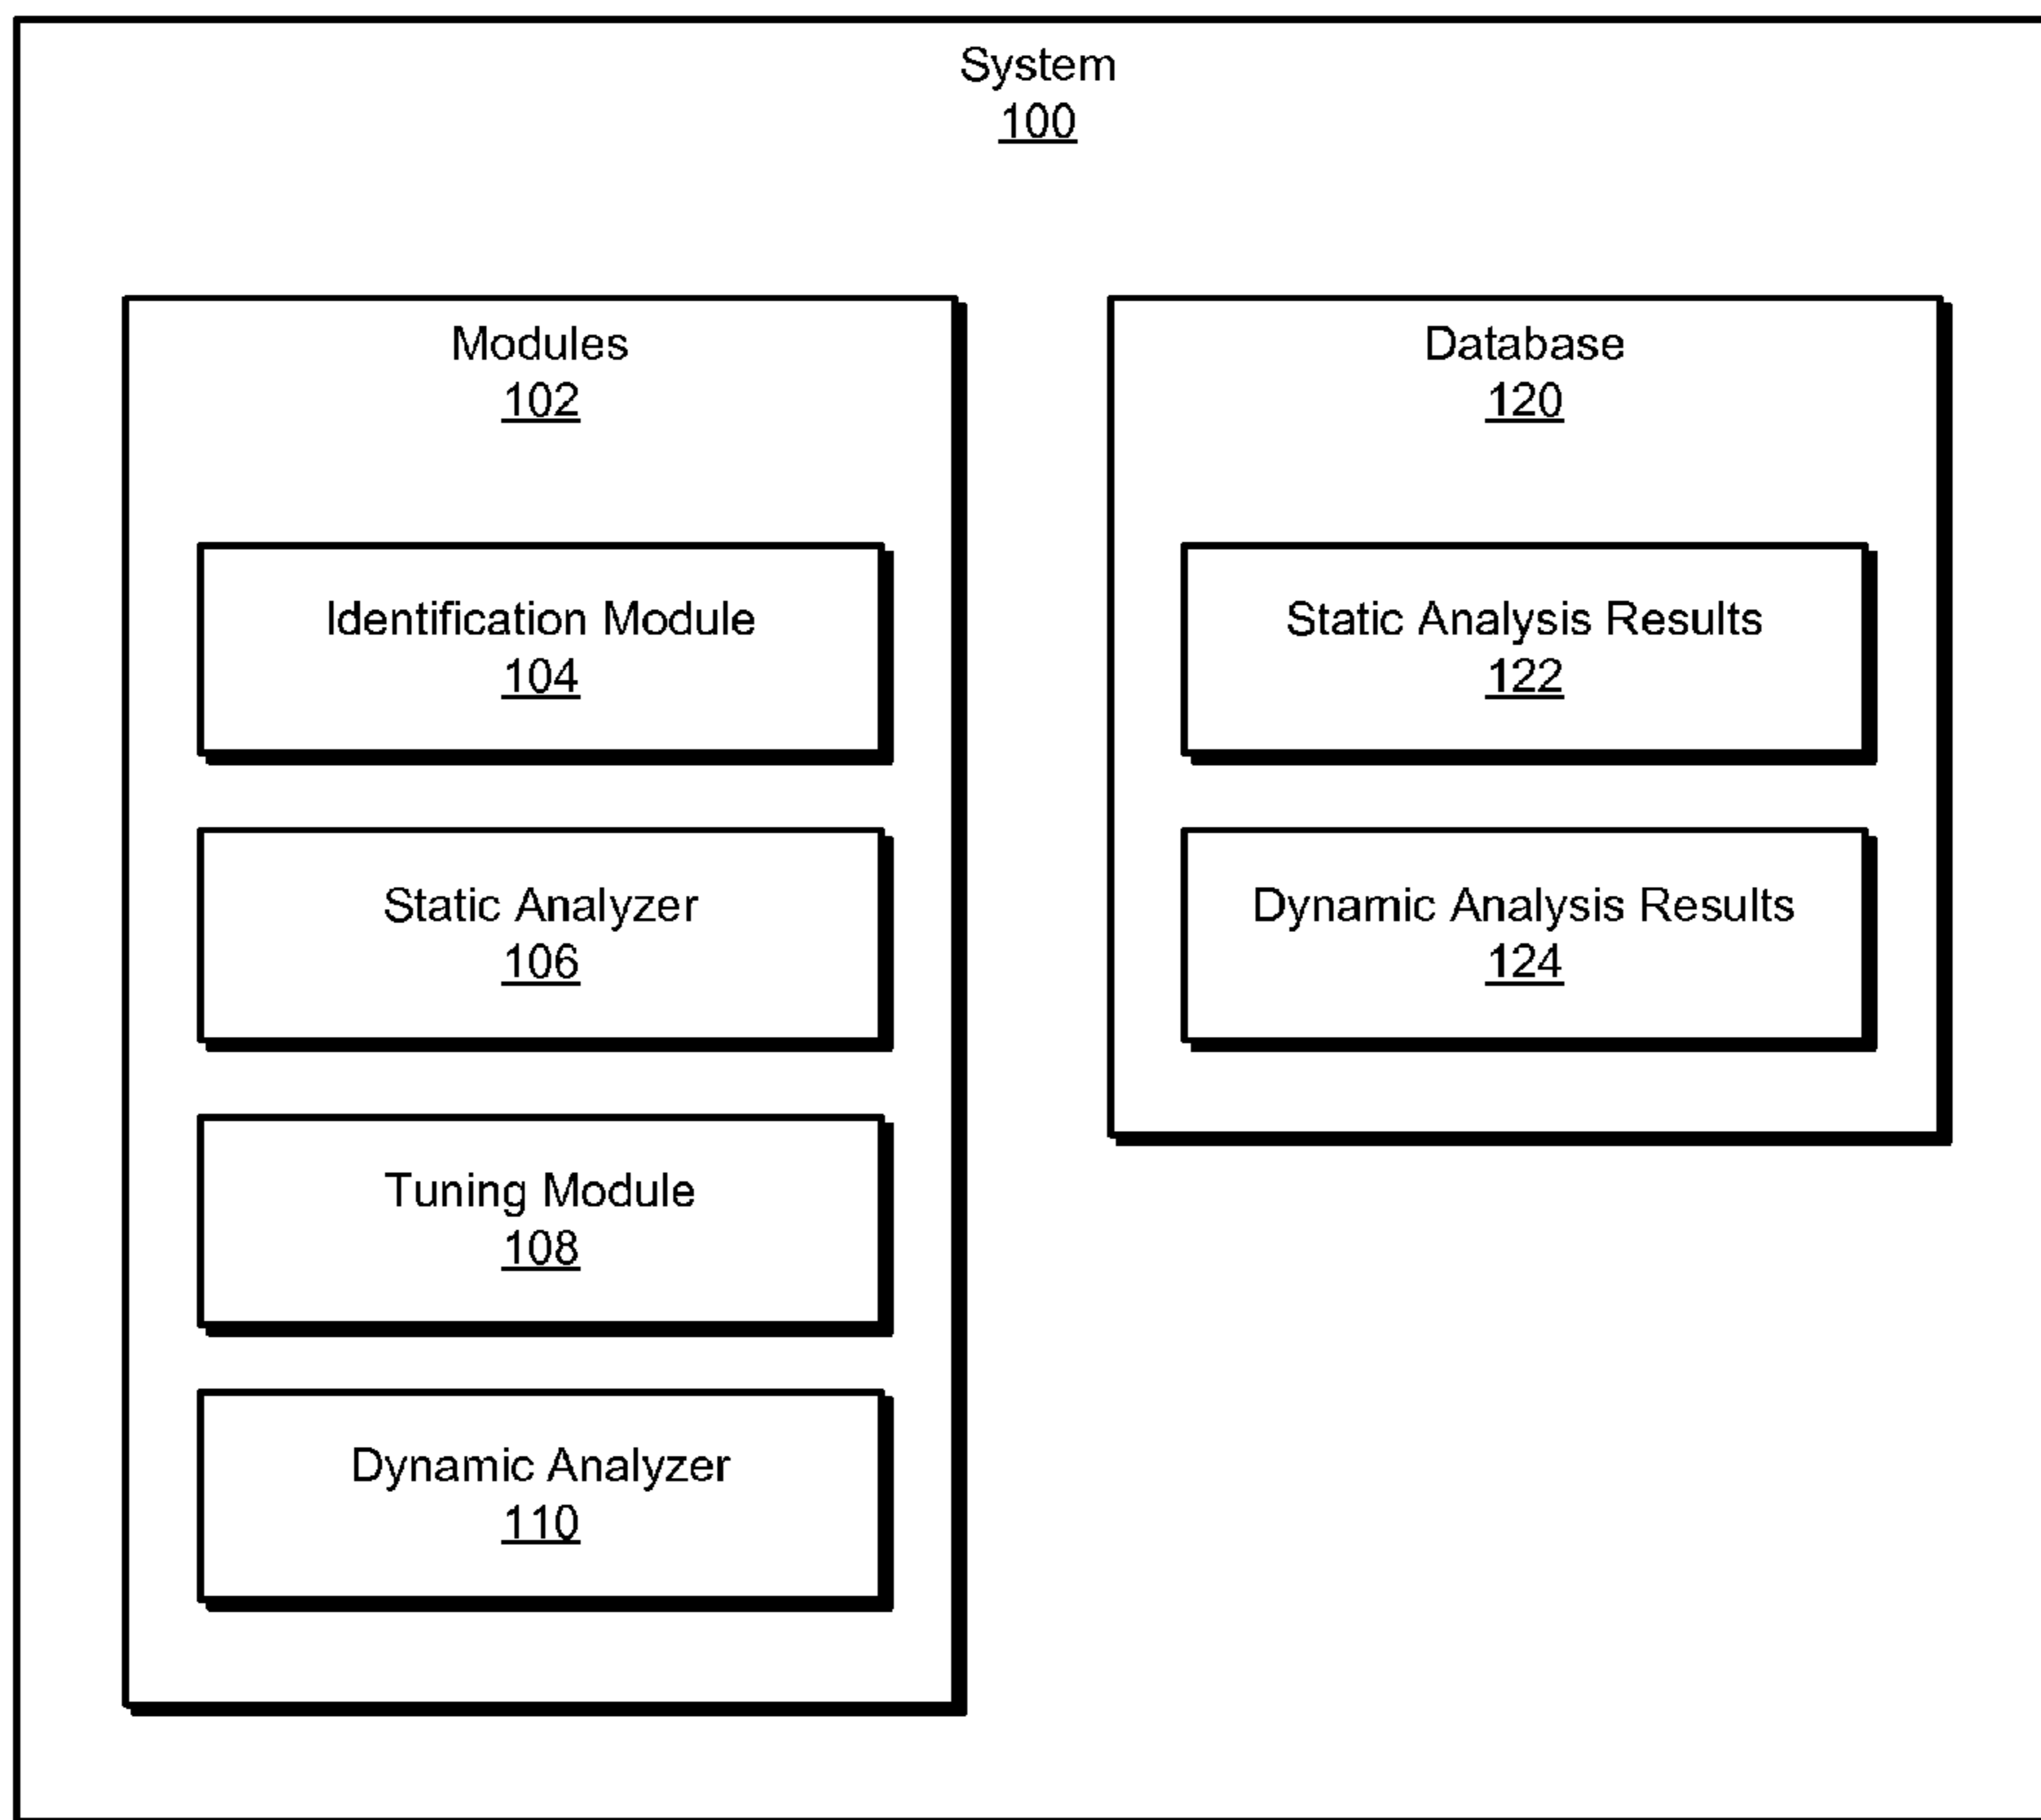 System
100
Modules
102
Identification Module
104
Static Analyzer
106
Tuning Module
108
Dynamic Analyzer
110
Database
120
Static Analysis Results
122
Dynamic Analysis Results
124